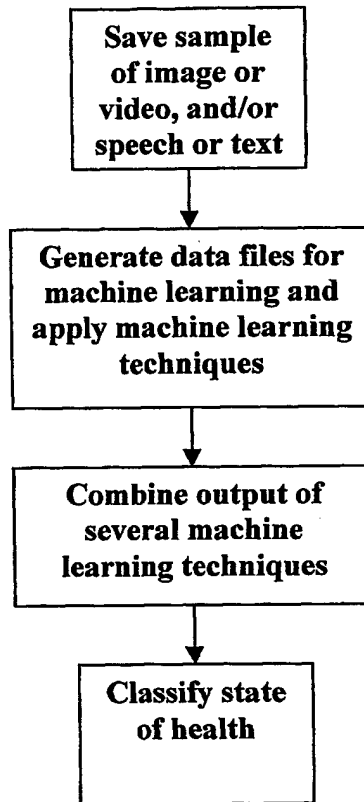 Save sample
of image or
video, and/or
speech or text
Generate data files for
machine learning and
apply machine learning
techniques
Combine output of
several machine
learning techniques
Classify state
of health